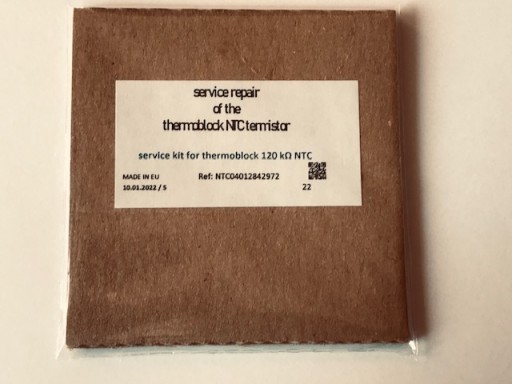 service repair
of the
thermoblock NTC termistor
service kit for thermoblock 120 kΩ NTC
MADE IN EU Ref: NTC04012842972
10.01.2022 / S 22